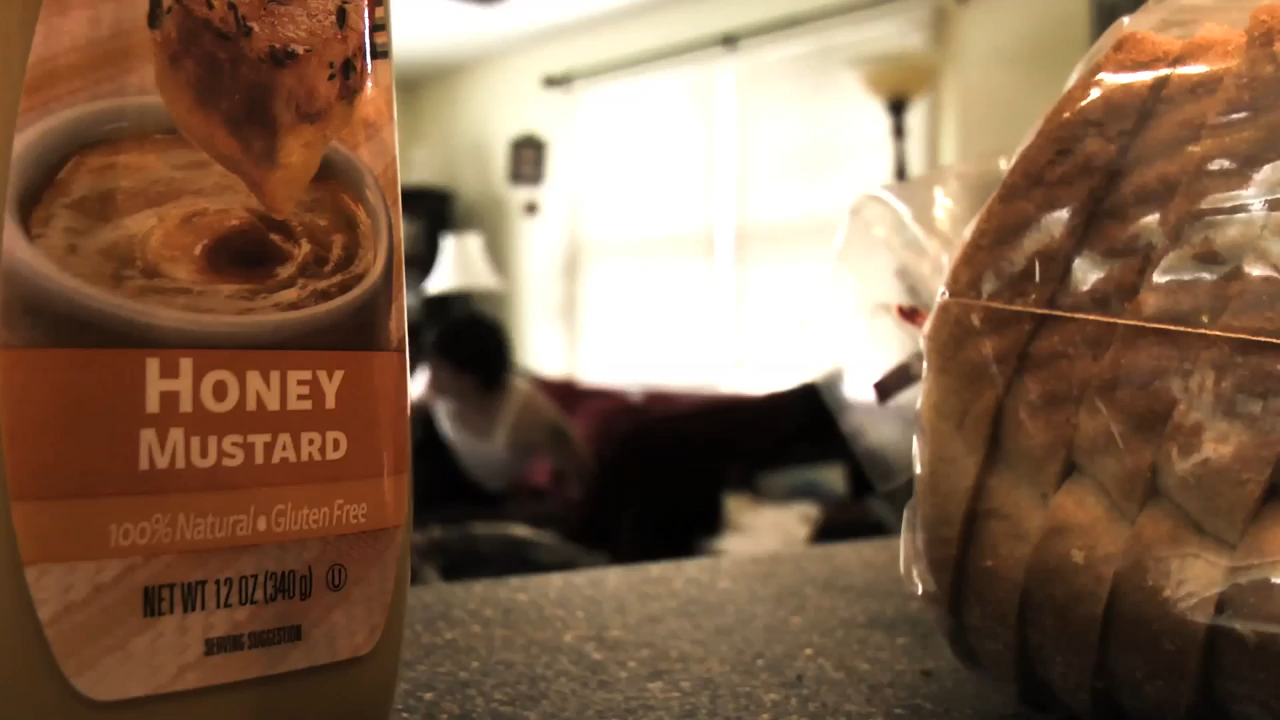 HONEY
MUSTARD
100% Natural • Gluten Free
NET WT 12 OZ (340 g) U
SERVING SUGGESTION